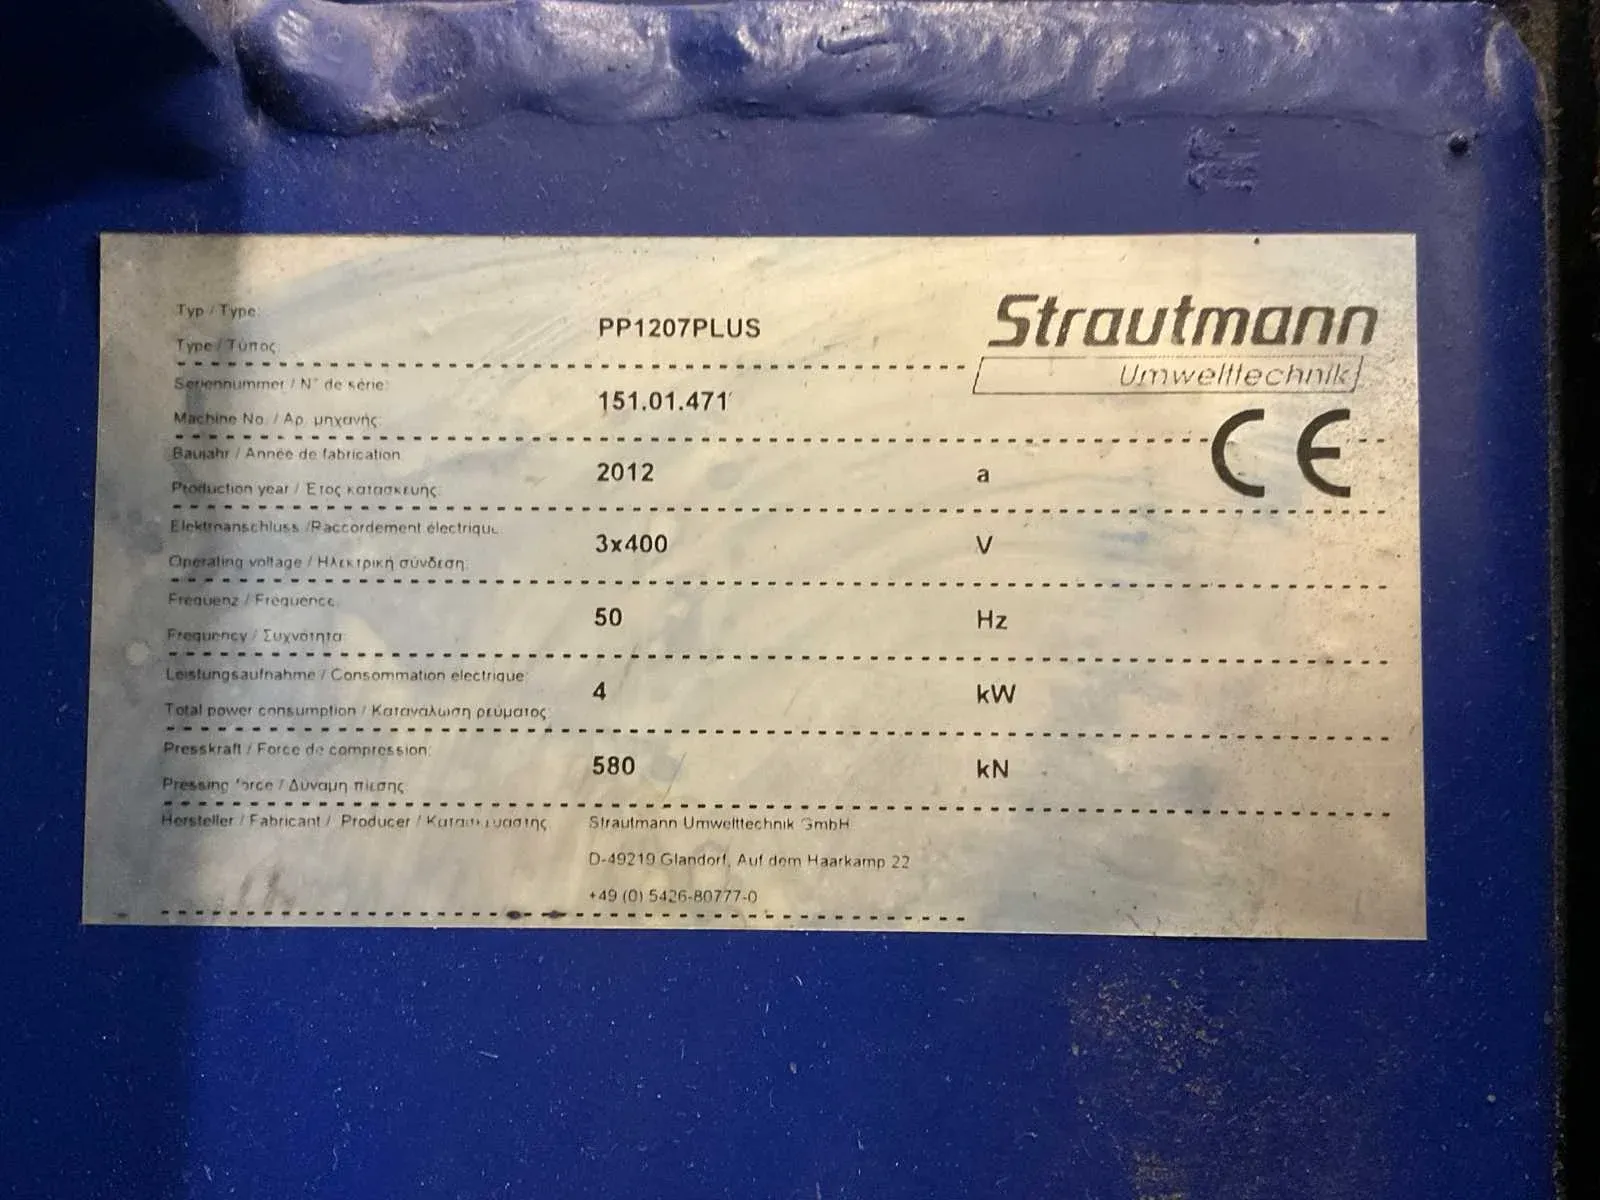 Strautmann
Umwelttechnik
CE
Typ / Type:
Type / Τύπος
PP1207PLUS
Seriennummer / N° de série:
Machine No. / Αρ. μηχανής:
151.01.471
Baujahr / Année de fabrication
Production year / Έτος κατασκευής:
2012 a
Elektroanschluss /Raccordement électrique
Operating voltage / Ηλεκτρική σύνδεση:
3x400 V
Frequenz / Fréquence
Frequency / Συχνότητα:
50 Hz
Leistungsaufnahme / Consommation électrique:
Total power consumption / Κατανάλωση ρεύματος:
4 kW
Presskraft / Force de compression:
Pressing force / Δύναμη πίεσης:
580 kN
Hersteller / Fabricant / Producer / Κατασκευαστης
Strautmann Umwelttechnik GmbH
D-49219 Glandorf, Auf dem Haarkamp 22
+49 (0) 5426-80777-0